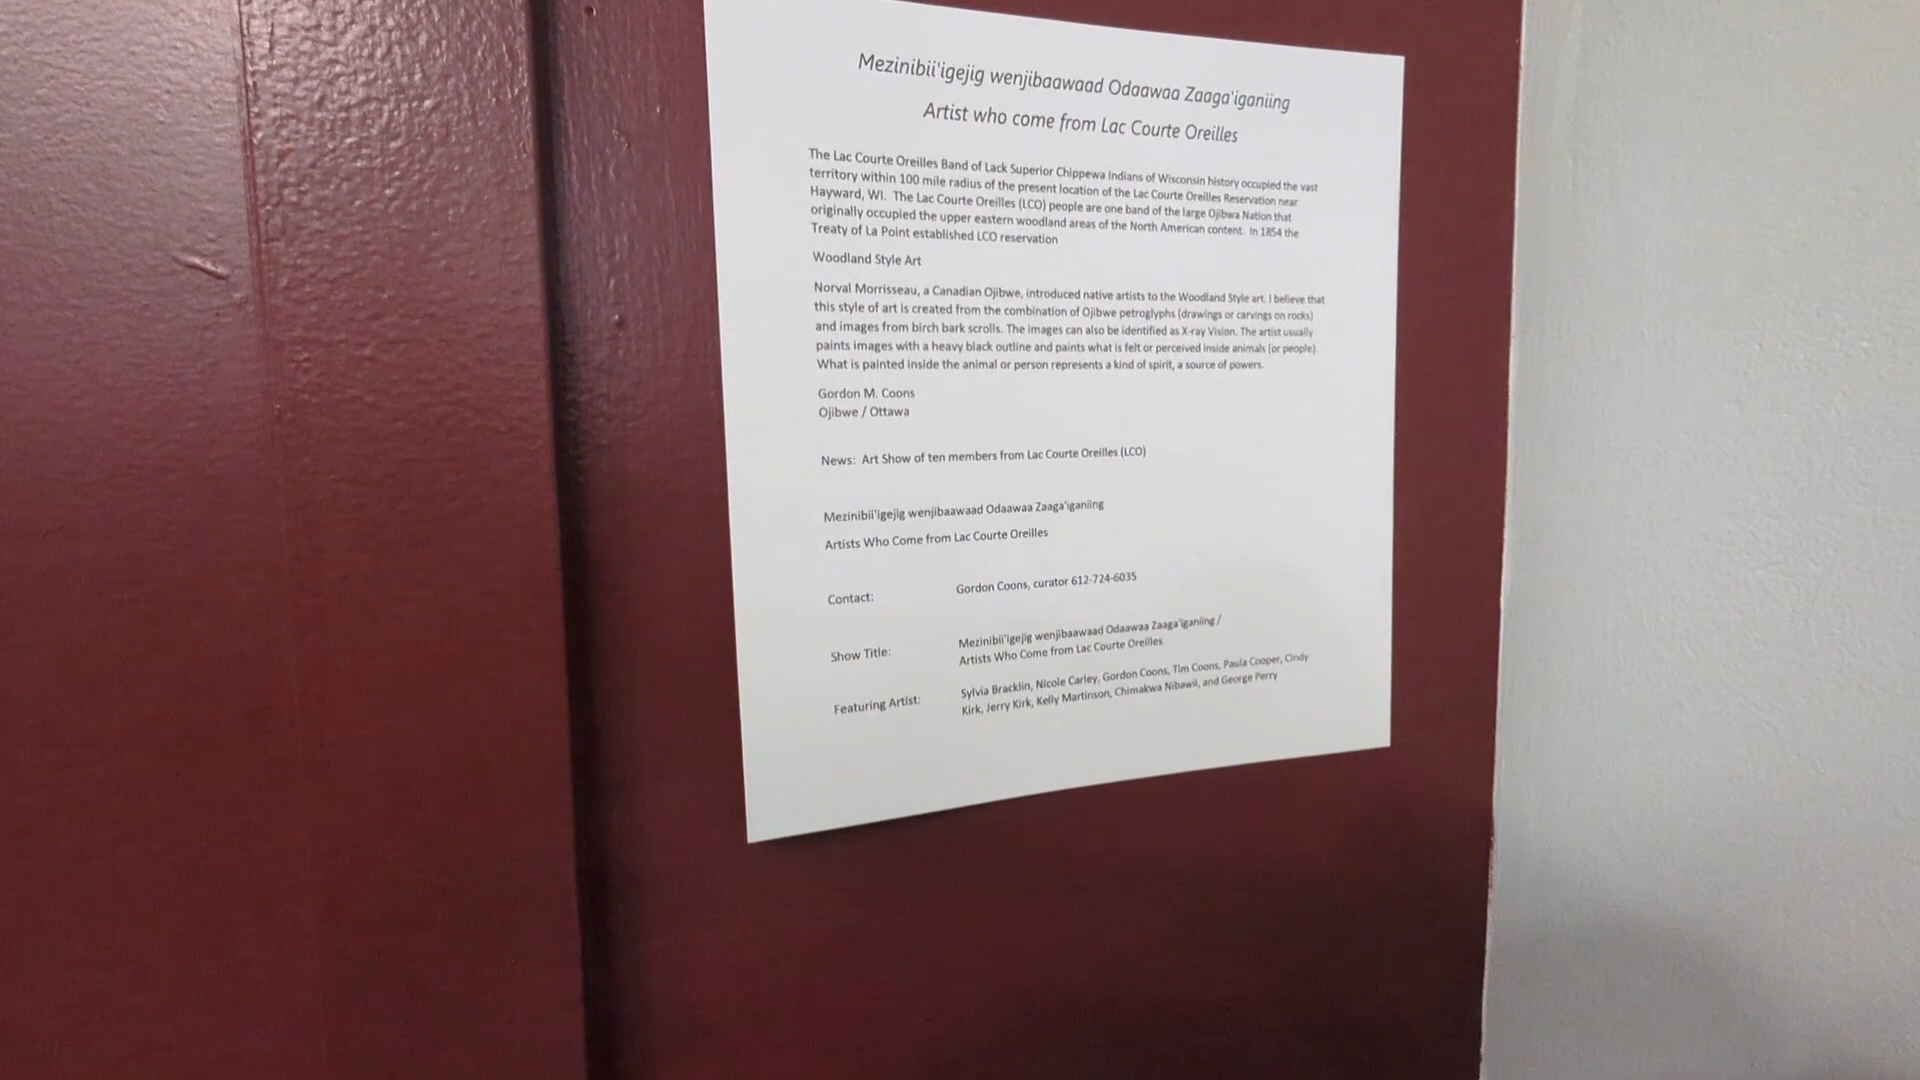 Mezinibii'igejig wenjibaawaad Odaawaa Zaaga'iganiing
Artist who come from Lac Courte Oreilles
The Lac Courte Oreilles Band of Lack Superior Chippewa Indians of Wisconsin history occupied the vast
territory within 100 mile radius of the present location of the Lac Courte Oreilles Reservation near
Hayward, WI. The Lac Courte Oreilles (LCO) people are one band of the large Ojibwa Nation that
originally occupied the upper eastern woodland areas of the North American content. In 1854 the
Treaty of La Point established LCO reservation
Woodland Style Art
Norval Morrisseau, a Canadian Ojibwe, introduced native artists to the Woodland Style art. I believe that
this style of art is created from the combination of Ojibwe petroglyphs (drawings or carvings on rocks)
and images from birch bark scrolls. The images can also be identified as X-ray Vision. The artist usually
paints images with a heavy black outline and paints what is felt or perceived inside animals (or people).
What is painted inside the animal or person represents a kind of spirit, a source of powers.
Gordon M. Coons
Ojibwe / Ottawa
News: Art Show of ten members from Lac Courte Oreilles (LCO)
Mezinibii'igejig wenjibaawaad Odaawaa Zaaga'iganiing
Artists Who Come from Lac Courte Oreilles
Contact: Gordon Coons, curator 612-724-6035
Show Title: Mezinibii'igejig wenjibaawaad Odaawaa Zaaga'iganiing /
Artists Who Come from Lac Courte Oreilles
Featuring Artist: Sylvia Bracklin, Nicole Carley, Gordon Coons, Tim Coons, Paula Cooper, Cindy
Kirk, Jerry Kirk, Kelly Martinson, Chimakwa Nibawii, and George Perry